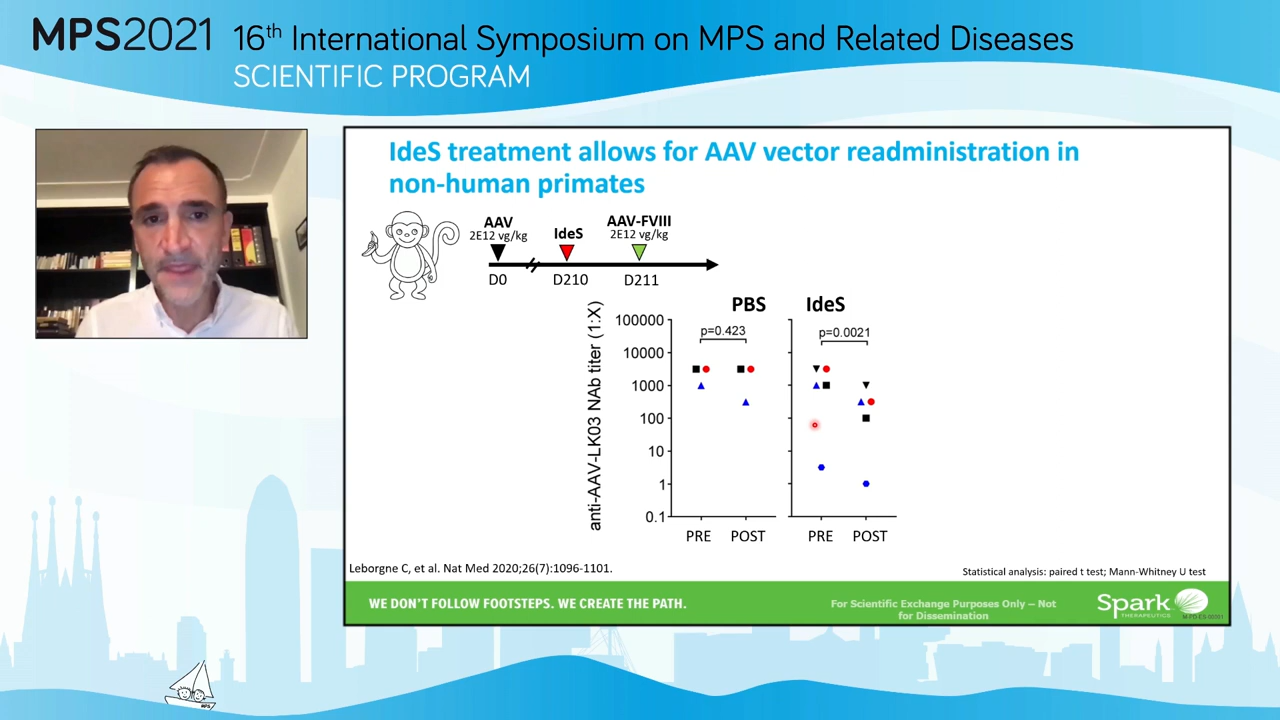 MPS2021 16th International Symposium on MPS and Related Diseases
SCIENTIFIC PROGRAM
IdeS treatment allows for AAV vector readministration in
non-human primates
AAV
2E12 vg/kg
IdeS
AAV-FVIII
2E12 vg/kg
D0
D210
D211
PBS
IdeS
anti-AAV-LK03 NAb titer (1:X)
100000
10000
1000
100
10
1
0.1
p=0.423
p=0.0021
PRE
POST
PRE
POST
Leborgne C, et al. Nat Med 2020;26(7):1096-1101.
Statistical analysis: paired t test; Mann-Whitney U test
WE DON'T FOLLOW FOOTSTEPS. WE CREATE THE PATH.
For Scientific Exchange Purposes Only – Not
for Dissemination
Spark
THERAPEUTICS
MPS